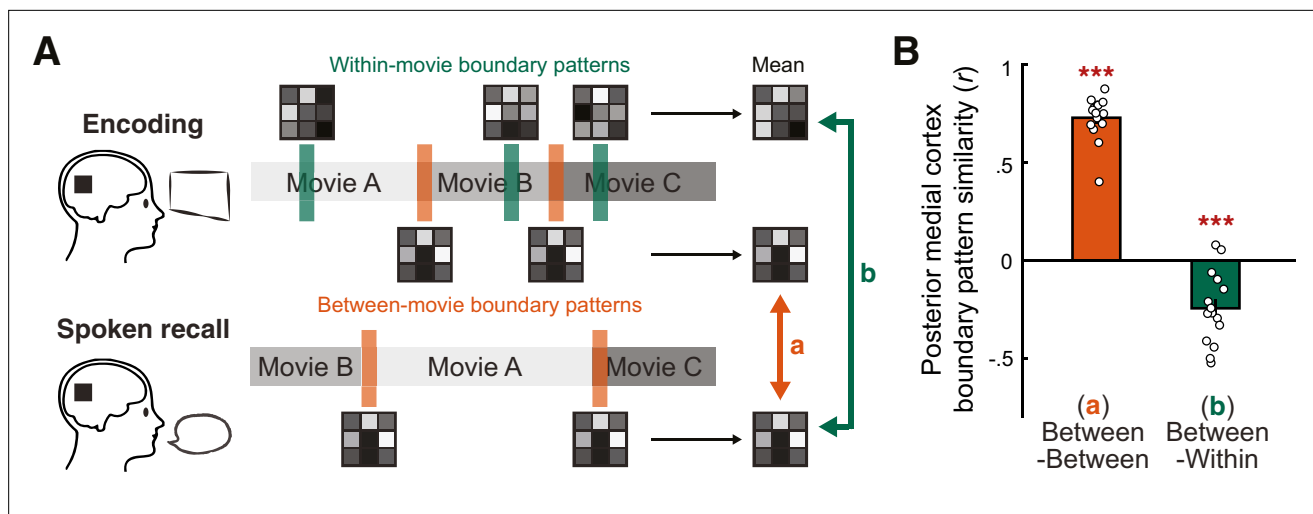 A
Within-movie boundary patterns
Mean
Encoding
Movie A
Movie B
Movie C
Between-movie boundary patterns
Spoken recall
Movie B
Movie A
Movie C
a
b
B
Posterior medial cortex
boundary pattern similarity (r)
1
.5
0
-.5
***
***
(a)
Between
-Between
(b)
Between
-Within